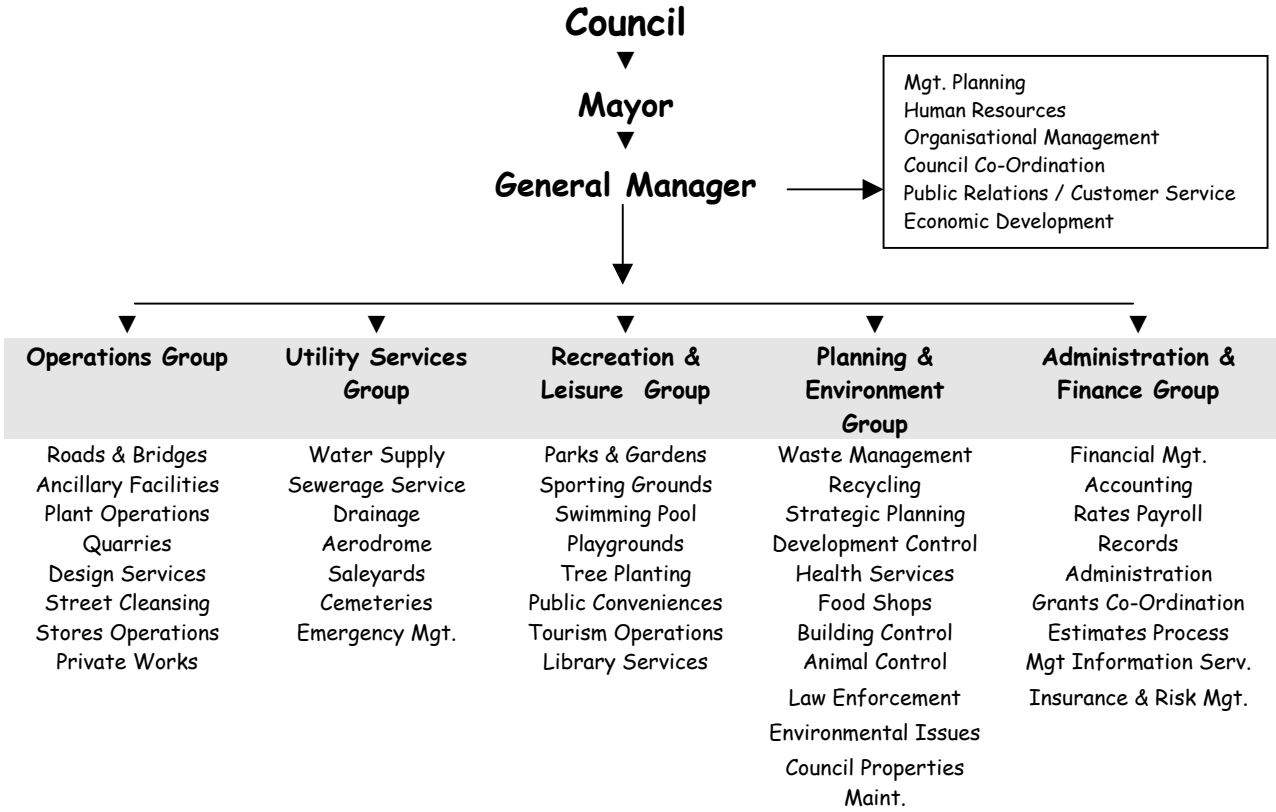 Council
Mayor
General Manager
Mgt. Planning
Human Resources
Organisational Management
Council Co-Ordination
Public Relations / Customer Service
Economic Development
Operations Group
Roads & Bridges
Ancillary Facilities
Plant Operations
Quarries
Design Services
Street Cleansing
Stores Operations
Private Works
Utility Services
Group
Water Supply
Sewerage Service
Drainage
Aerodrome
Saleyards
Cemeteries
Emergency Mgt.
Recreation &
Leisure Group
Parks & Gardens
Sporting Grounds
Swimming Pool
Playgrounds
Tree Planting
Public Conveniences
Tourism Operations
Library Services
Planning &
Environment
Group
Waste Management
Recycling
Strategic Planning
Development Control
Health Services
Food Shops
Building Control
Animal Control
Law Enforcement
Environmental Issues
Council Properties
Maint.
Administration &
Finance Group
Financial Mgt.
Accounting
Rates Payroll
Records
Administration
Grants Co-Ordination
Estimates Process
Mgt Information Serv.
Insurance & Risk Mgt.